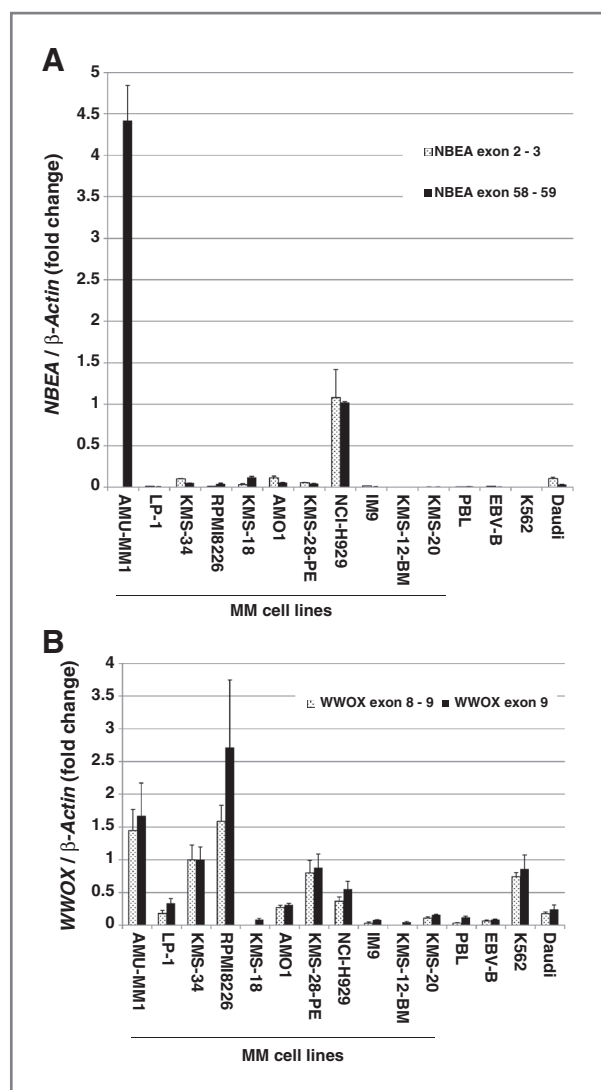 A
5
4.5
4
3.5
3
2.5
2
1.5
1
0.5
0
NBEA / β-Actin (fold change)
NBEA exon 2 - 3
NBEA exon 58 - 59
AMU-MM1
LP-1
KMS-34
RPMI8226
KMS-18
AMO1
KMS-28-PE
NCI-H929
IM9
KMS-12-BM
KMS-20
PBL
EBV-B
K562
Daudi
MM cell lines
B
4
3.5
3
2.5
2
1.5
1
0.5
0
WWOX / β-Actin (fold change)
WWOX exon 8 - 9 WWOX exon 9
AMU-MM1
LP-1
KMS-34
RPMI8226
KMS-18
AMO1
KMS-28-PE
NCI-H929
IM9
KMS-12-BM
KMS-20
PBL
EBV-B
K562
Daudi
MM cell lines